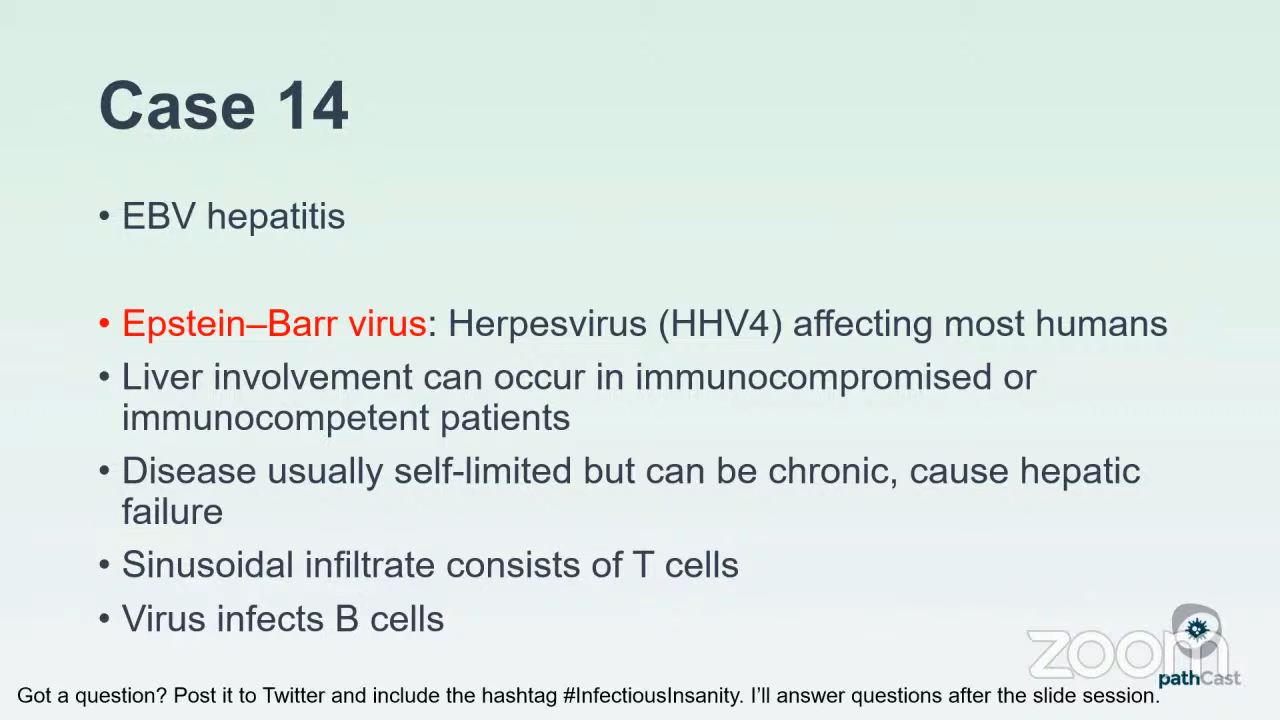 Case 14
• EBV hepatitis
• Epstein–Barr virus: Herpesvirus (HHV4) affecting most humans
• Liver involvement can occur in immunocompromised or
immunocompetent patients
• Disease usually self-limited but can be chronic, cause hepatic
failure
• Sinusoidal infiltrate consists of T cells
• Virus infects B cells
zoom
pathCast
Got a question? Post it to Twitter and include the hashtag #InfectiousInsanity. I’ll answer questions after the slide session.